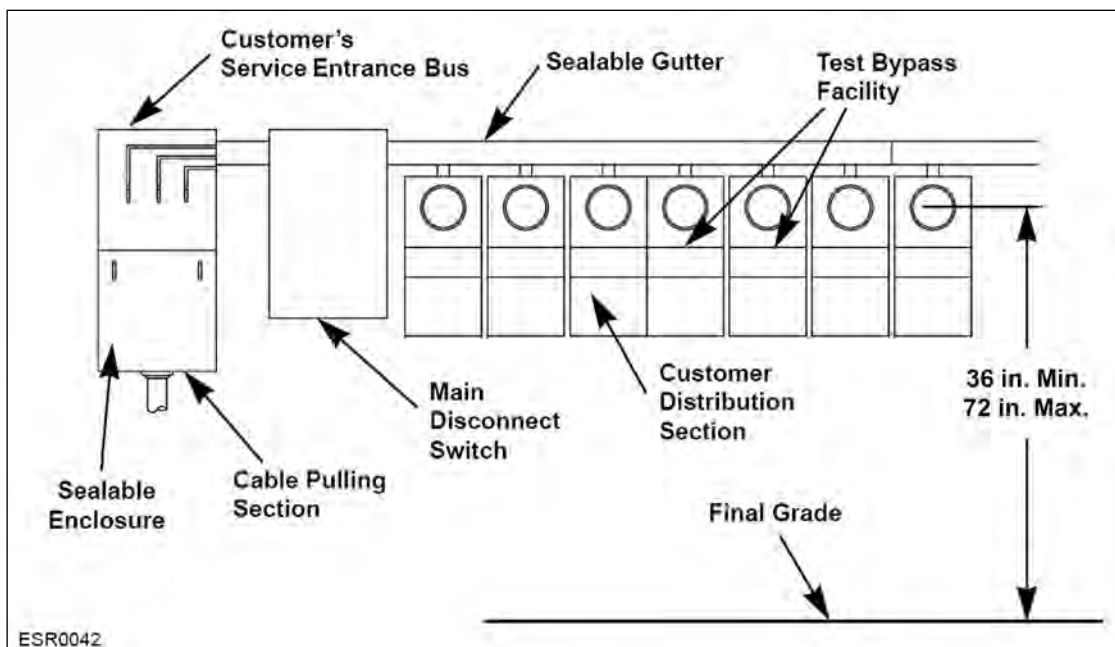 Customer's
Service Entrance Bus
Sealable Gutter
Test Bypass
Facility
Main
Disconnect
Switch
Customer
Distribution
Section
36 in. Min.
72 in. Max.
Sealable
Enclosure
Cable Pulling
Section
Final Grade
ESR0042